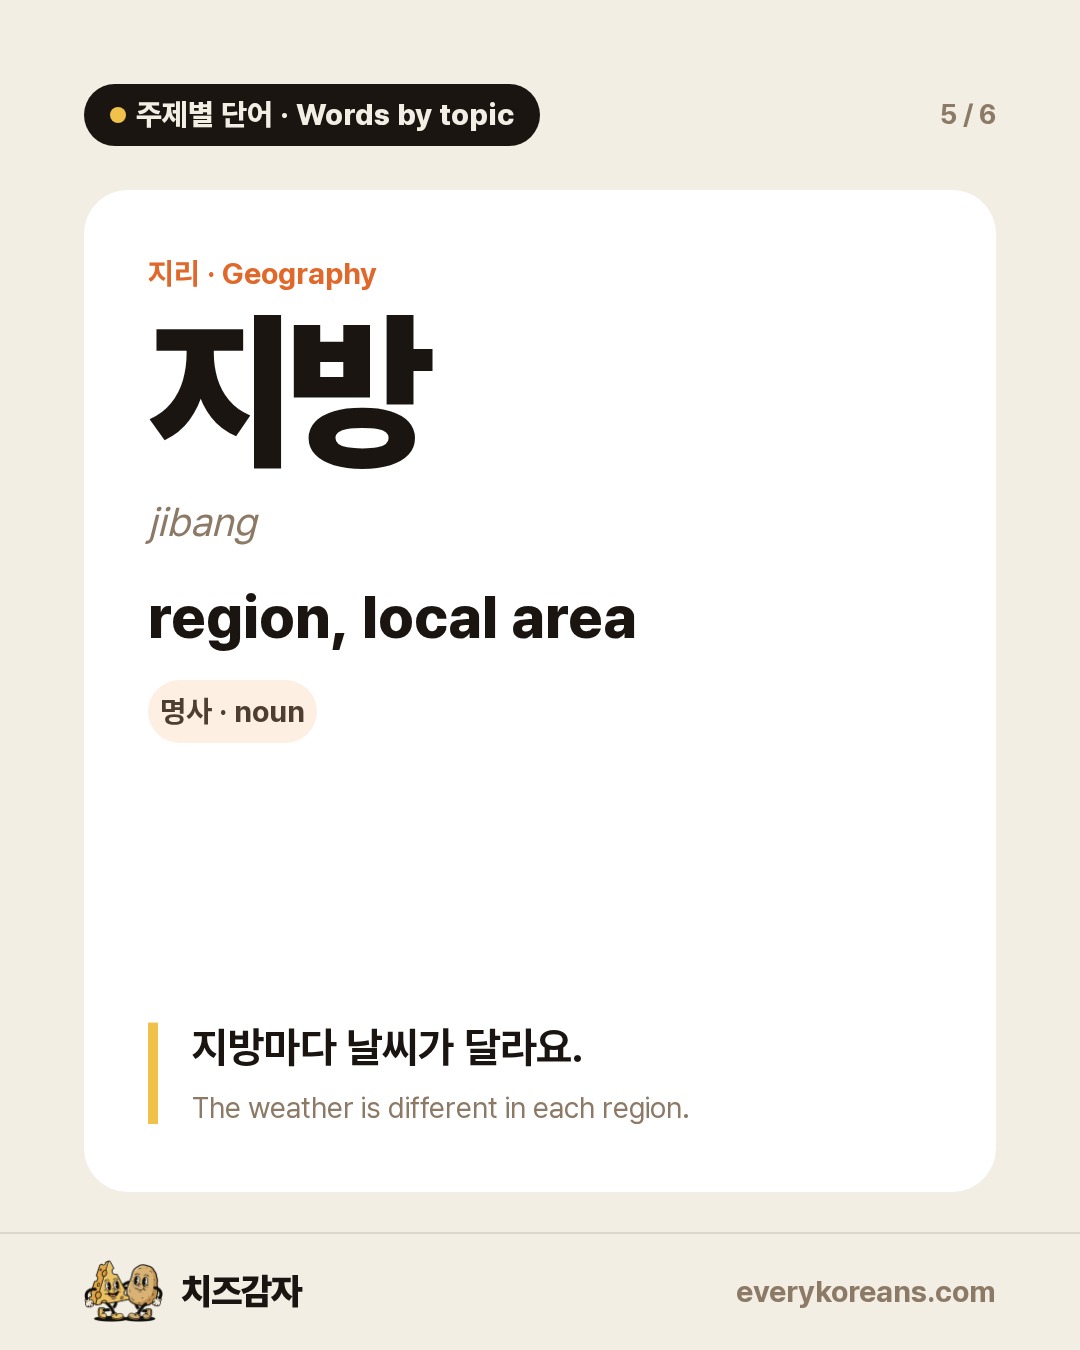 주제별 단어 · Words by topic
5 / 6
지리 · Geography
지방
jibang
region, local area
명사 · noun
지방마다 날씨가 달라요.
The weather is different in each region.
치즈감자
everykoreans.com